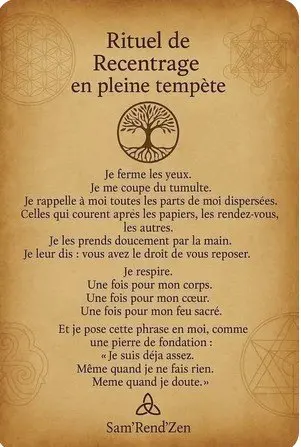 Rituel de
Recentrage
en pleine tempète
Je ferme les yeux.
Je me coupe du tumulte.
Je rappelle à moi toutes les parts de moi dispersées.
Celles qui courent aprés les papiers, les rendez-vous,
les autres.
Je les prends doucement par la main.
Je leur dis : vous avez le droit de vous reposer.
Je respire.
Une fois pour mon corps.
Une fois pour mon cœur.
Une fois pour mon feu sacré.
Et je pose cette phrase en moi, comme
une pierre de fondation :
«Je suis déja assez.
Même quand je ne fais rien.
Meme quand je doute.»
Sam'Rend'Zen